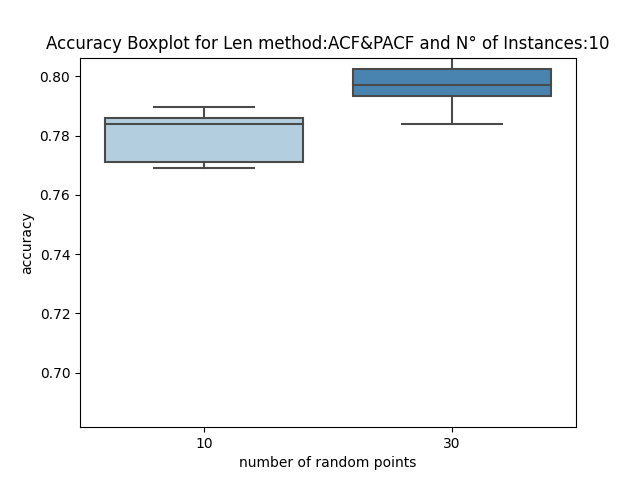 Accuracy Boxplot for Len method:ACF&PACF and N° of Instances:10
0.80
0.78
0.76
0.74
0.72
0.70
accuracy
10 30
number of random points